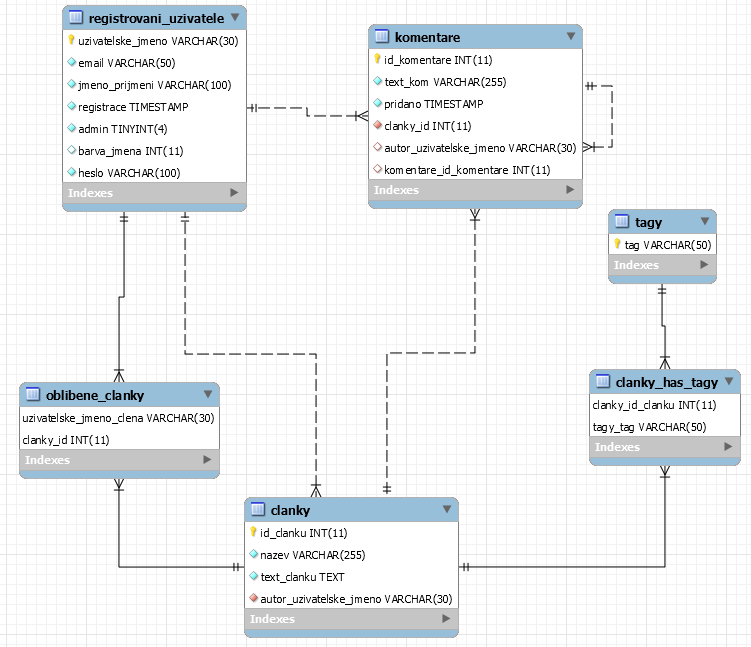 registrovani_uzivatele
uzivatelske_jmeno VARCHAR(30)
email VARCHAR(50)
jmeno_prijmeni VARCHAR(100)
registrace TIMESTAMP
admin TINYINT(4)
barva_jmena INT(11)
heslo VARCHAR(100)
Indexes
komentare
id_komentare INT(11)
text_kom VARCHAR(255)
pridano TIMESTAMP
clanky_id INT(11)
autor_uzivatelske_jmeno VARCHAR(30)
komentare_id_komentare INT(11)
Indexes
tagy
tag VARCHAR(50)
Indexes
oblibene_clanky
uzivatelske_jmeno_clena VARCHAR(30)
clanky_id INT(11)
Indexes
clanky_has_tagy
clanky_id_clanku INT(11)
tagy_tag VARCHAR(50)
Indexes
clanky
id_clanku INT(11)
nazev VARCHAR(255)
text_clanku TEXT
autor_uzivatelske_jmeno VARCHAR(30)
Indexes